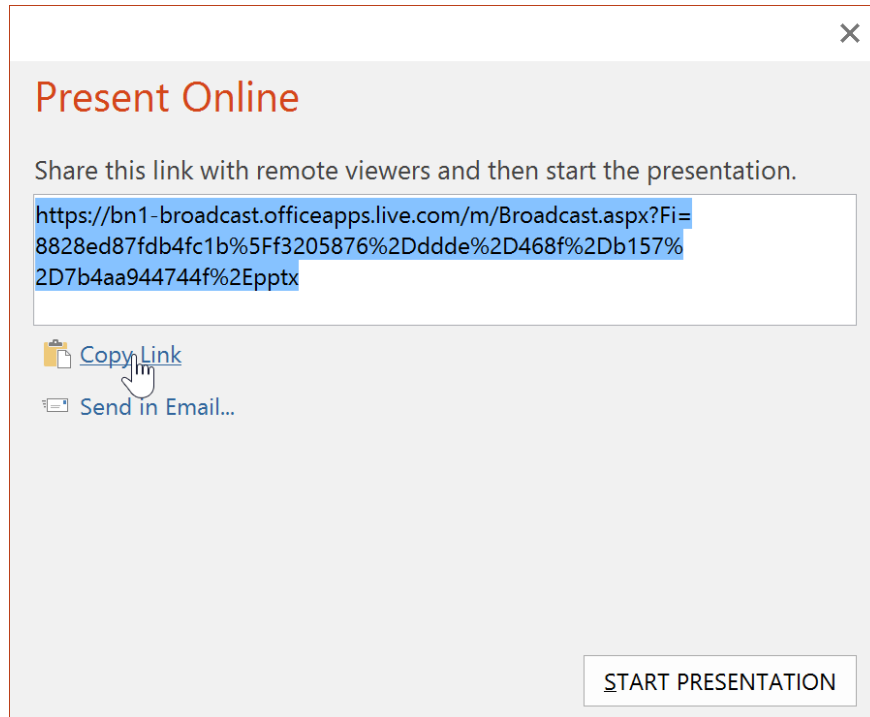 Present Online
Share this link with remote viewers and then start the presentation.
https://bn1-broadcast.officeapps.live.com/m/Broadcast.aspx?Fi=
8828ed87fdb4fc1b%5Ff3205876%2Dddde%2D468f%2Db157%
2D7b4aa944744f%2Epptx
Copy Link
Send in Email...
START PRESENTATION